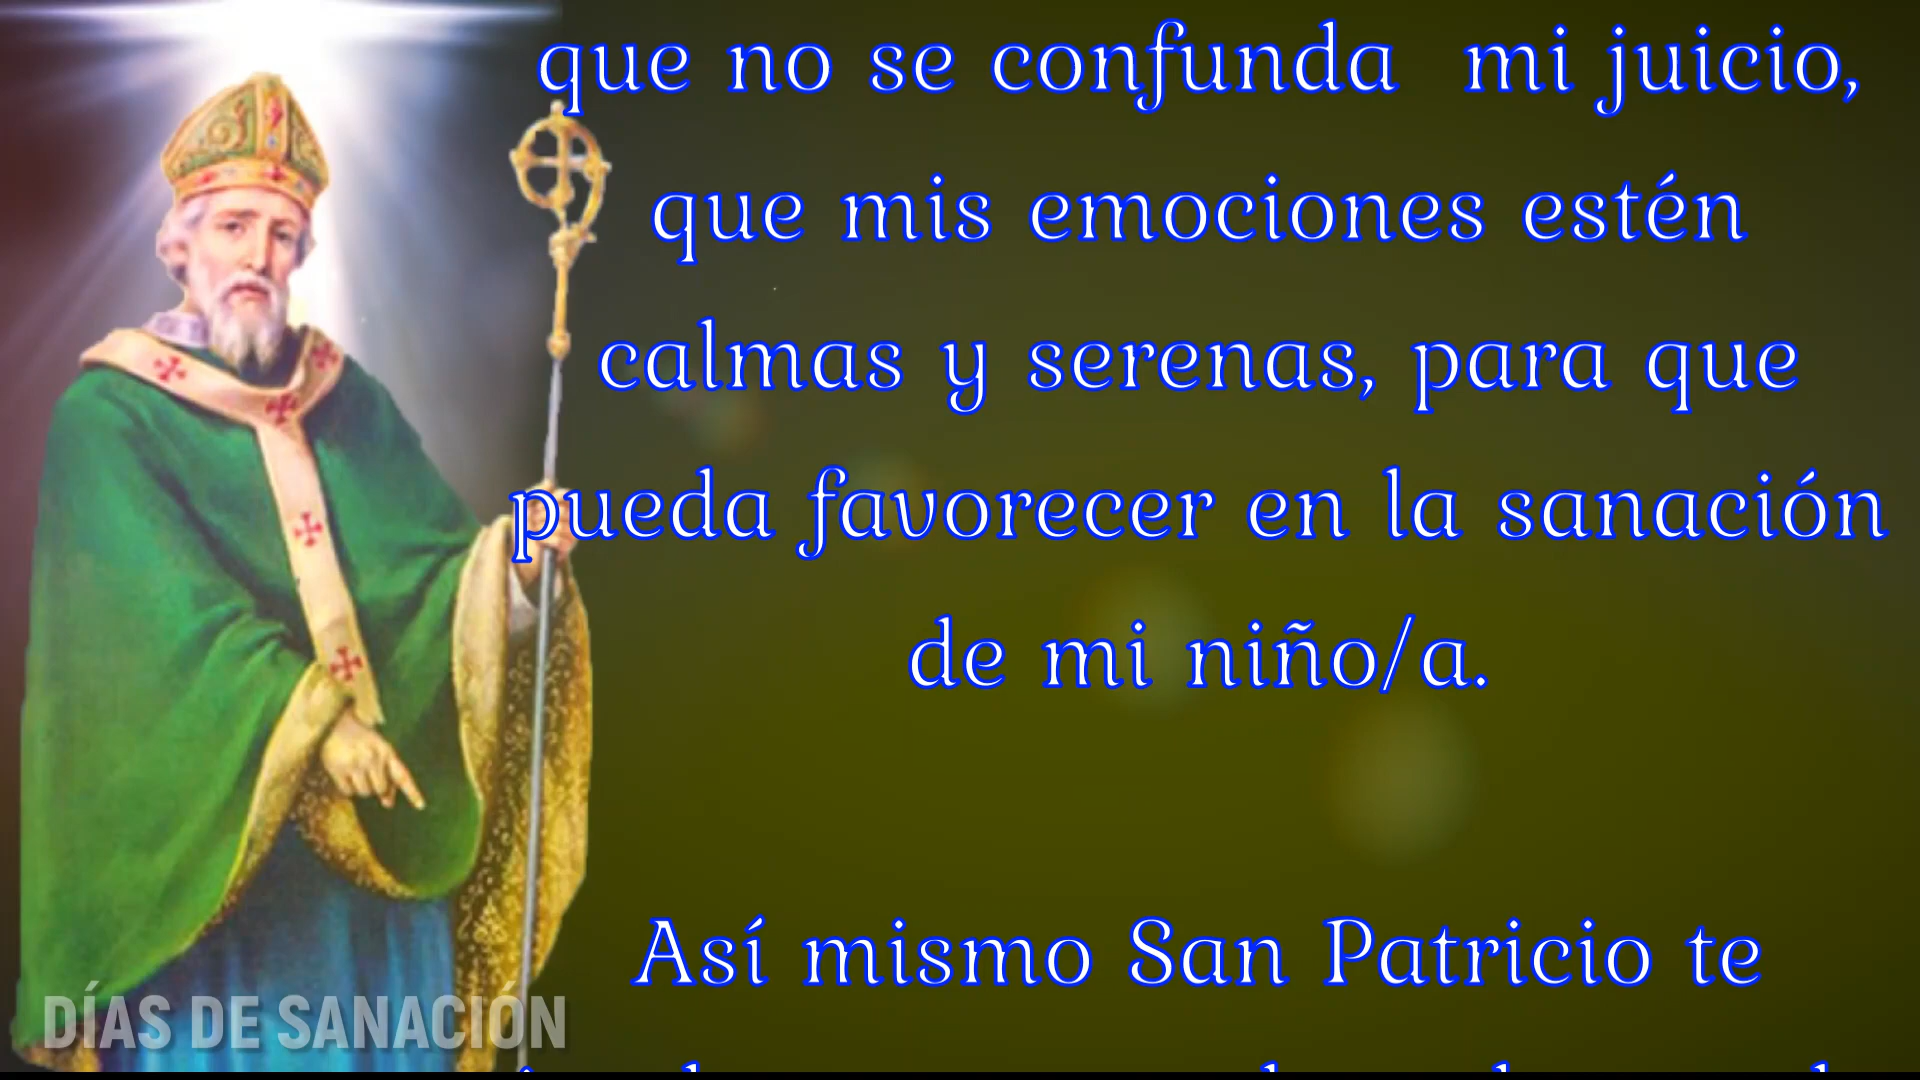 que no se confunda mi juicio,
que mis emociones estén
calmas y serenas, para que
pueda favorecer en la sanación
de mi niño/a.
Así mismo San Patricio te
DÍAS DE SANACIÓN